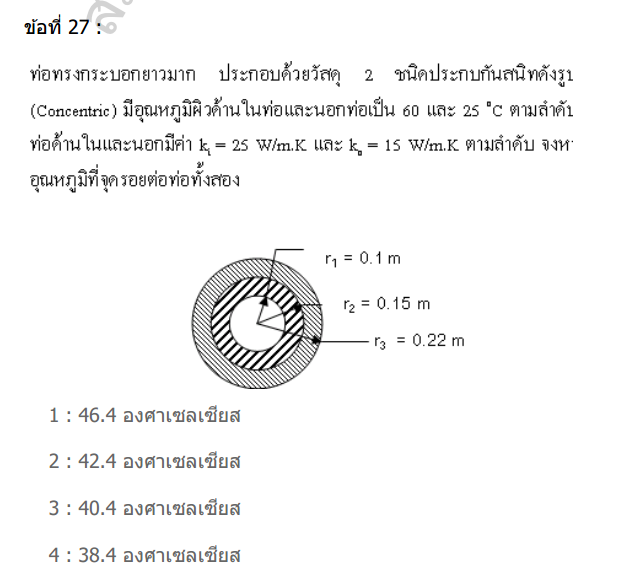 ข้อที่ 27 :
ท่อทรงกระบอกยาวมาก ประกอบด้วยวัสดุ 2 ชนิดประกบกันสนิทดังรูป
(Concentric) มีอุณหภูมิผิวด้านในท่อและนอกท่อเป็น 60 และ 25 °C ตามลำดับ
ท่อด้านในและนอกมีค่า kᵢ = 25 W/m.K และ kₒ = 15 W/m.K ตามลำดับ จงหา
อุณหภูมิที่จุดรอยต่อท่อทั้งสอง
r₁ = 0.1 m
r₂ = 0.15 m
r₃ = 0.22 m
1 : 46.4 องศาเซลเซียส
2 : 42.4 องศาเซลเซียส
3 : 40.4 องศาเซลเซียส
4 : 38.4 องศาเซลเซียส